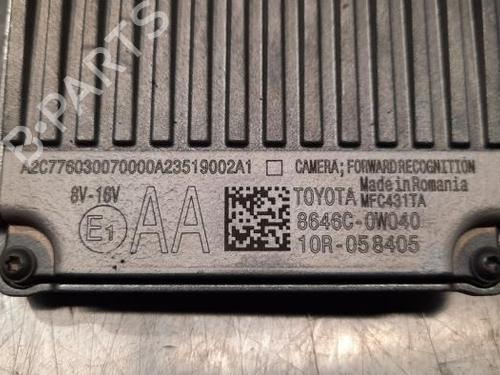 B-PARTS
A2C776030070000A23519002A1 CAMERA;FORWARD RECOGNITION
8V-16V AA TOYOTA Made in Romania
MFC431TA
E1 8646C-0W040
10R-058405